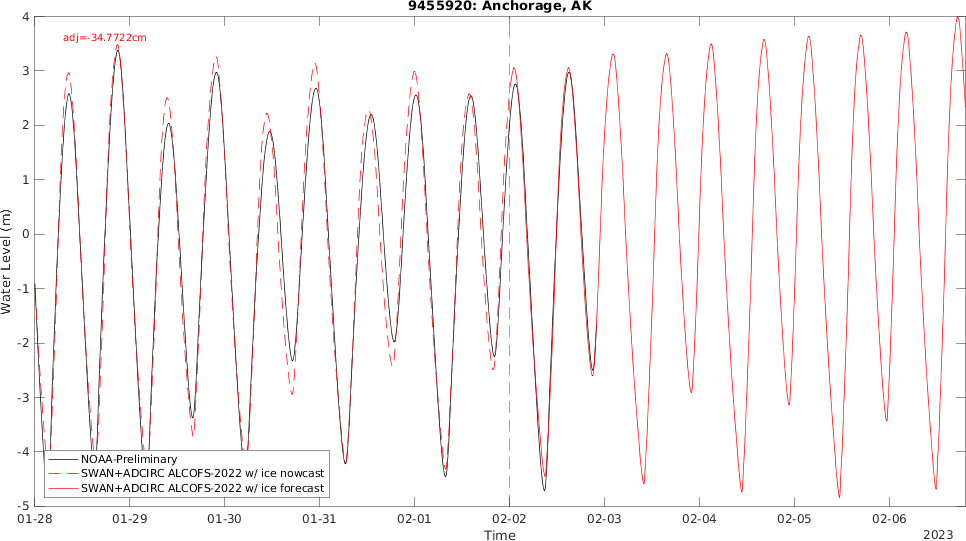 9455920: Anchorage, AK
adj=-34.7722cm
Water Level (m)
4
3
2
1
0
-1
-2
-3
-4
-5
NOAA-Preliminary
SWAN+ADCIRC ALCOFS-2022 w/ ice nowcast
SWAN+ADCIRC ALCOFS-2022 w/ ice forecast
01-28 01-29 01-30 01-31 02-01 02-02 02-03 02-04 02-05 02-06
Time
2023